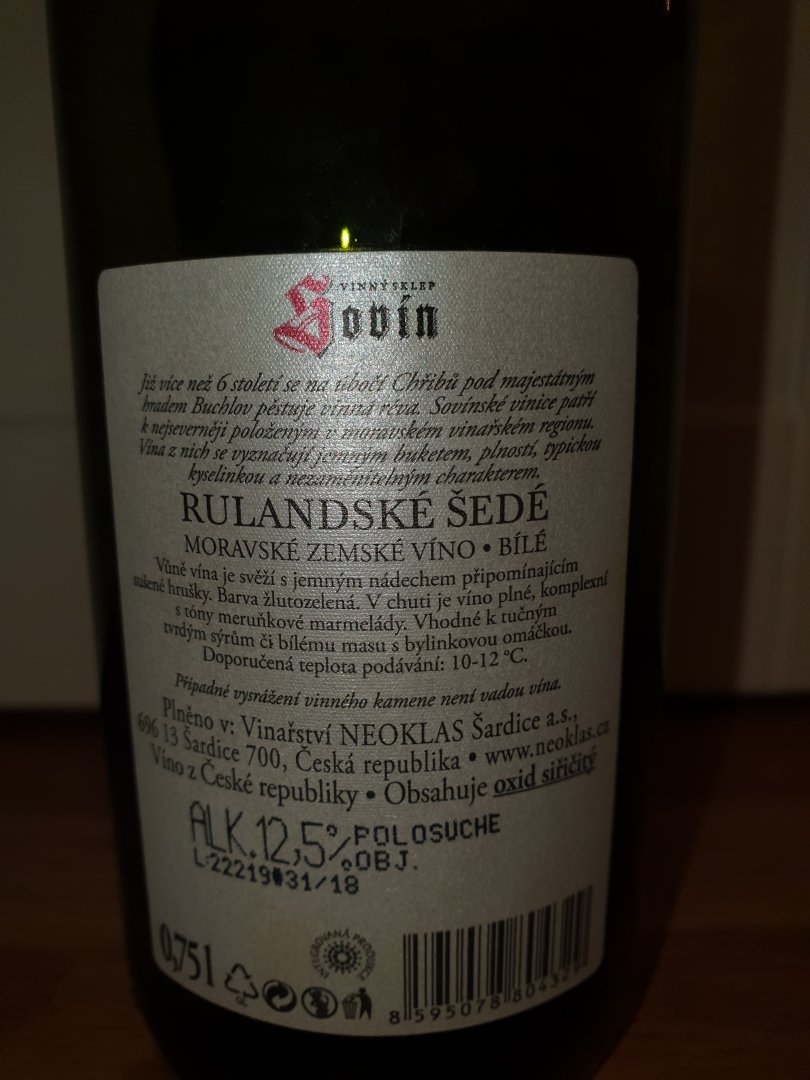 VINNÝ SKLEP
Sovín
Již více než 6 století se na úbočí Chřibů pod majestátným
hradem Buchlov pěstuje vinná réva. Sovínské vinice patří
k nejseverněji položeným v moravském vinařském regionu.
Vína z nich se vyznačují jemným buketem, plností, typickou
kyselinkou a nezaměnitelným charakterem.
RULANDSKÉ ŠEDÉ
MORAVSKÉ ZEMSKÉ VÍNO • BÍLÉ
Vůně vína je svěží s jemným nádechem připomínajícím
sušené hrušky. Barva žlutozelená. V chuti je víno plné, komplexní
s tóny meruňkové marmelády. Vhodné k tučným
tvrdým sýrům či bílému masu s bylinkovou omáčkou.
Doporučená teplota podávání: 10-12 °C.
Případné vysrážení vinného kamene není vadou vína.
Plněno v: Vinařství NEOKLAS Šardice a.s.,
696 13 Šardice 700, Česká republika • www.neoklas.cz
Víno z České republiky • Obsahuje oxid siřičitý
ALK.12,5% POLOSUCHE
OBJ.
L:22219#31/18
INTEGROVANÁ PRODUKCE
0,75l
8 595078